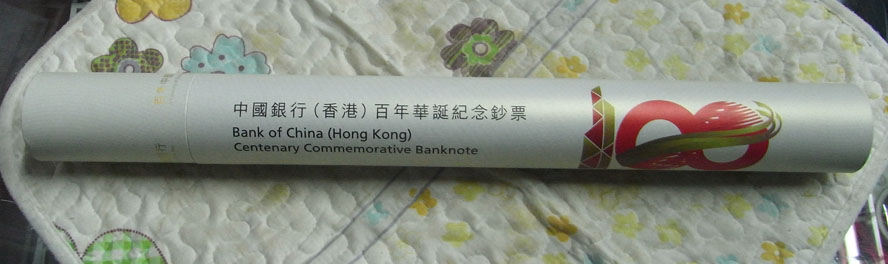 中國銀行（香港）百年華誕紀念鈔票
Bank of China (Hong Kong)
Centenary Commemorative Banknote